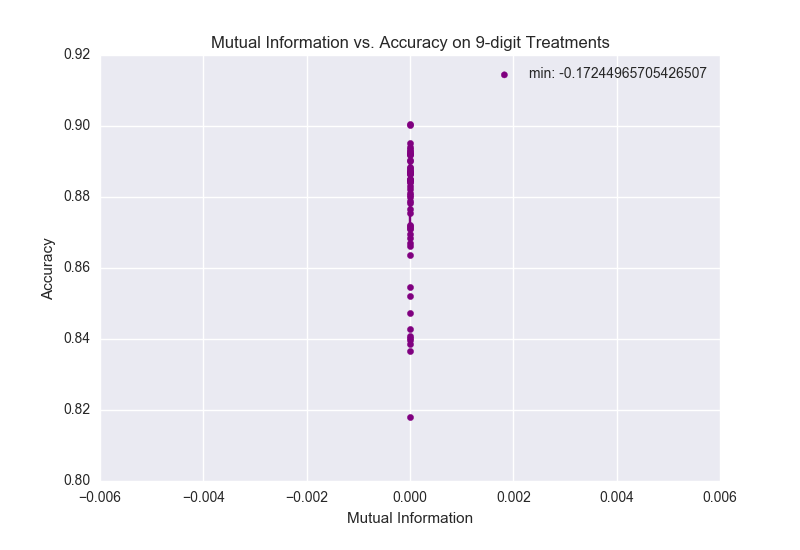 Mutual Information vs. Accuracy on 9-digit Treatments
min: -0.17244965705426507
0.92
0.90
0.88
0.86
0.84
0.82
0.80
Accuracy
−0.006 −0.004 −0.002 0.000 0.002 0.004 0.006
Mutual Information